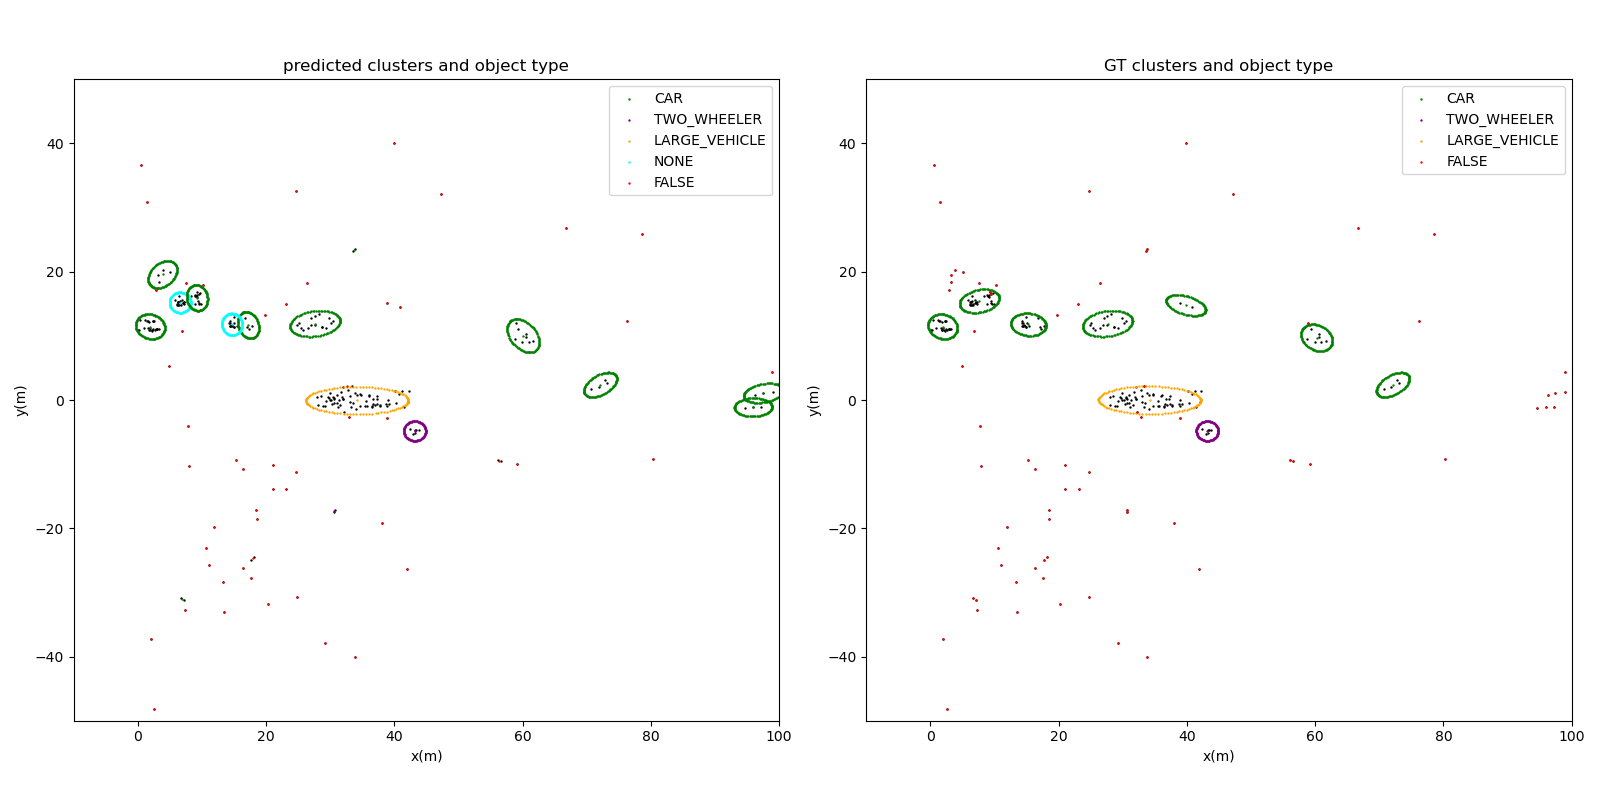 predicted clusters and object type
CAR
TWO_WHEELER
LARGE_VEHICLE
NONE
FALSE
40
20
0
−20
−40
y(m)
0
20
40
60
80
100
x(m)
GT clusters and object type
CAR
TWO_WHEELER
LARGE_VEHICLE
FALSE
40
20
0
−20
−40
y(m)
0
20
40
60
80
100
x(m)